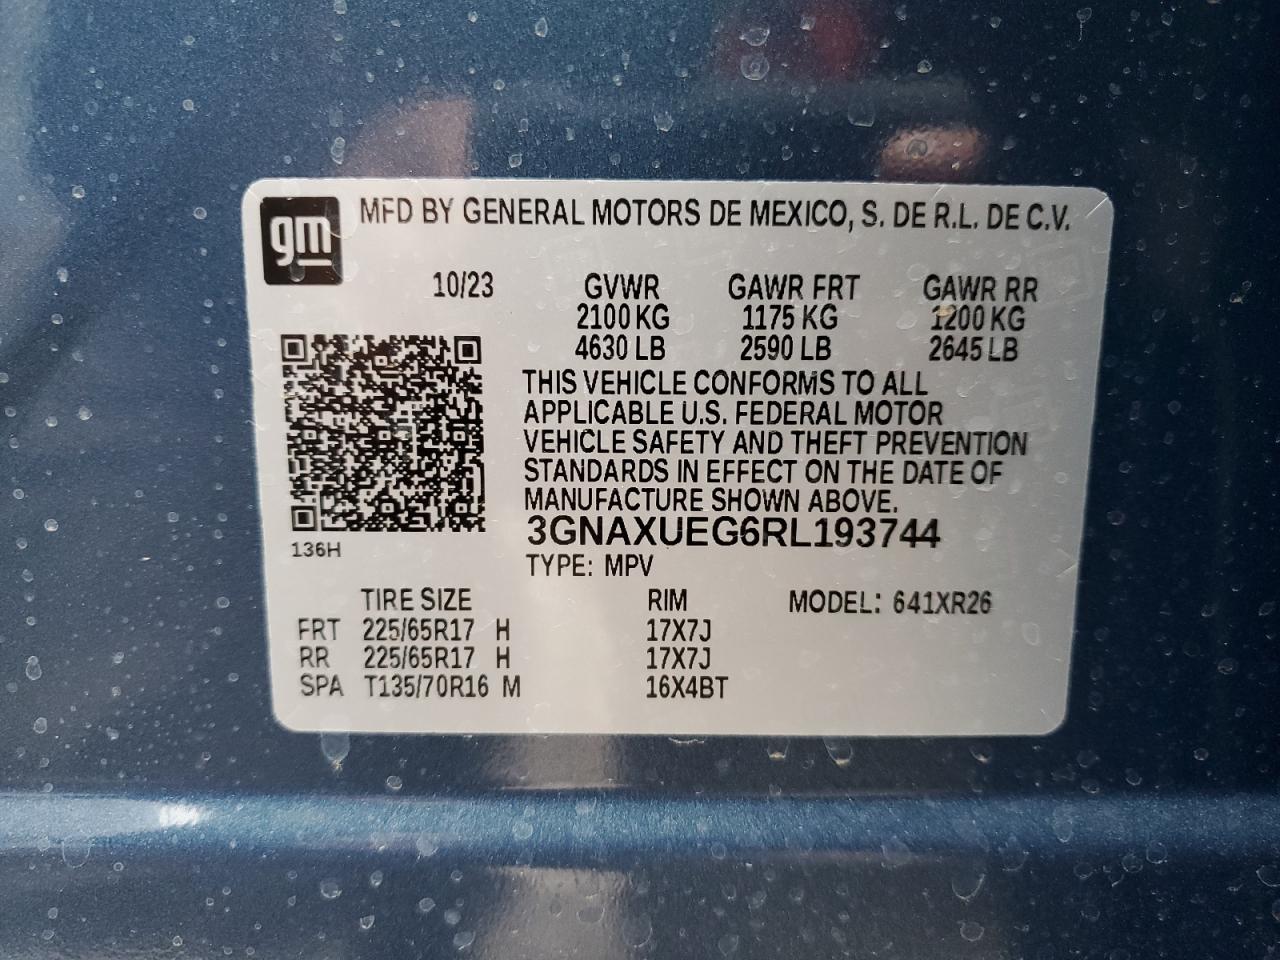 gm MFD BY GENERAL MOTORS DE MEXICO, S. DE R.L. DE C.V.
10/23 GVWR GAWR FRT GAWR RR
2100 KG 1175 KG 1200 KG
4630 LB 2590 LB 2645 LB
THIS VEHICLE CONFORMS TO ALL
APPLICABLE U.S. FEDERAL MOTOR
VEHICLE SAFETY AND THEFT PREVENTION
STANDARDS IN EFFECT ON THE DATE OF
MANUFACTURE SHOWN ABOVE.
3GNAXUEG6RL193744
136H
TYPE: MPV
TIRE SIZE RIM MODEL: 641XR26
FRT 225/65R17 H 17X7J
RR 225/65R17 H 17X7J
SPA T135/70R16 M 16X4BT